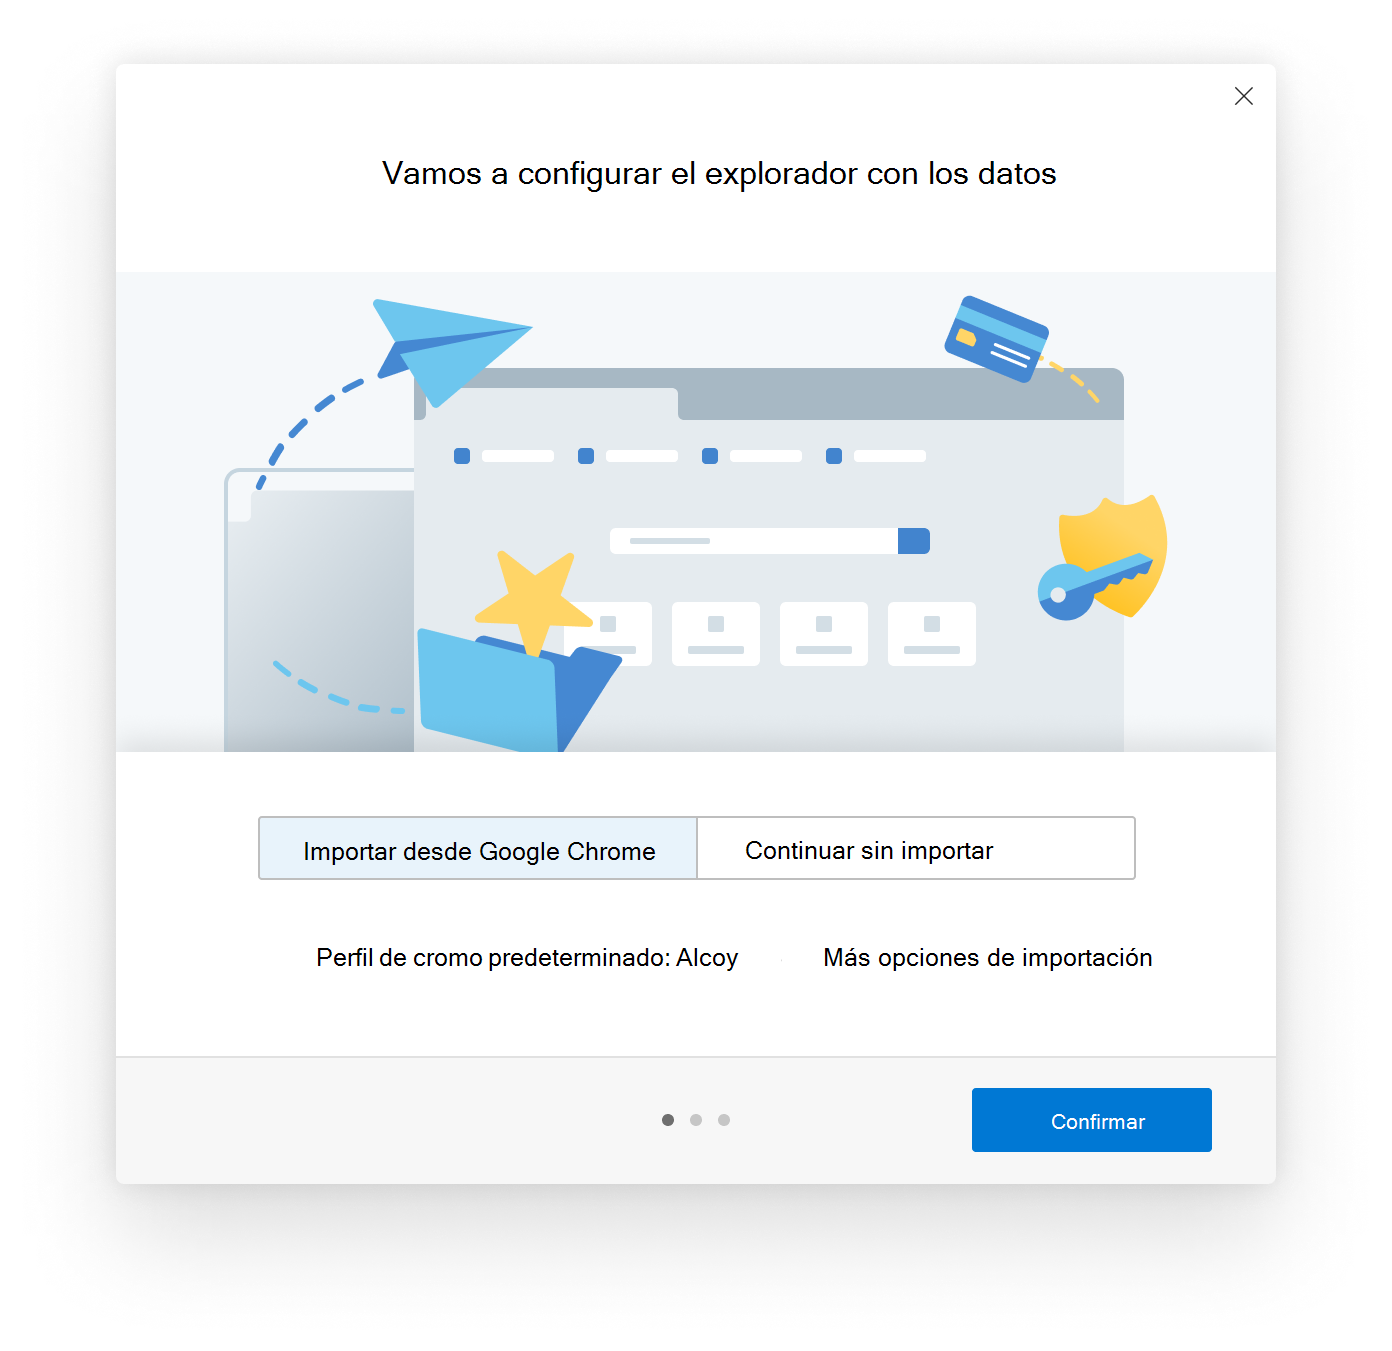 Vamos a configurar el explorador con los datos
Importar desde Google Chrome
Continuar sin importar
Perfil de cromo predeterminado: Alcoy
Más opciones de importación
Confirmar